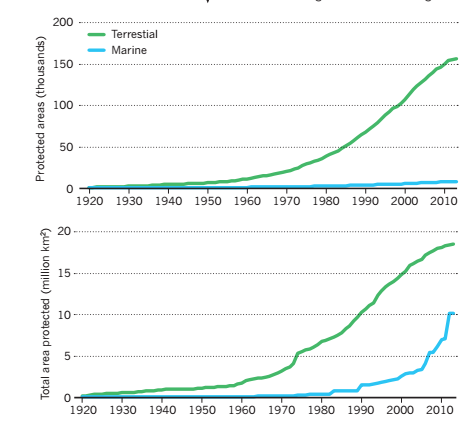 200
Terrestial
Marine
150
100
50
0
Protected areas (thousands)
1920 1930 1940 1950 1960 1970 1980 1990 2000 2010
20
15
10
5
0
Total area protected (million km²)
1920 1930 1940 1950 1960 1970 1980 1990 2000 2010